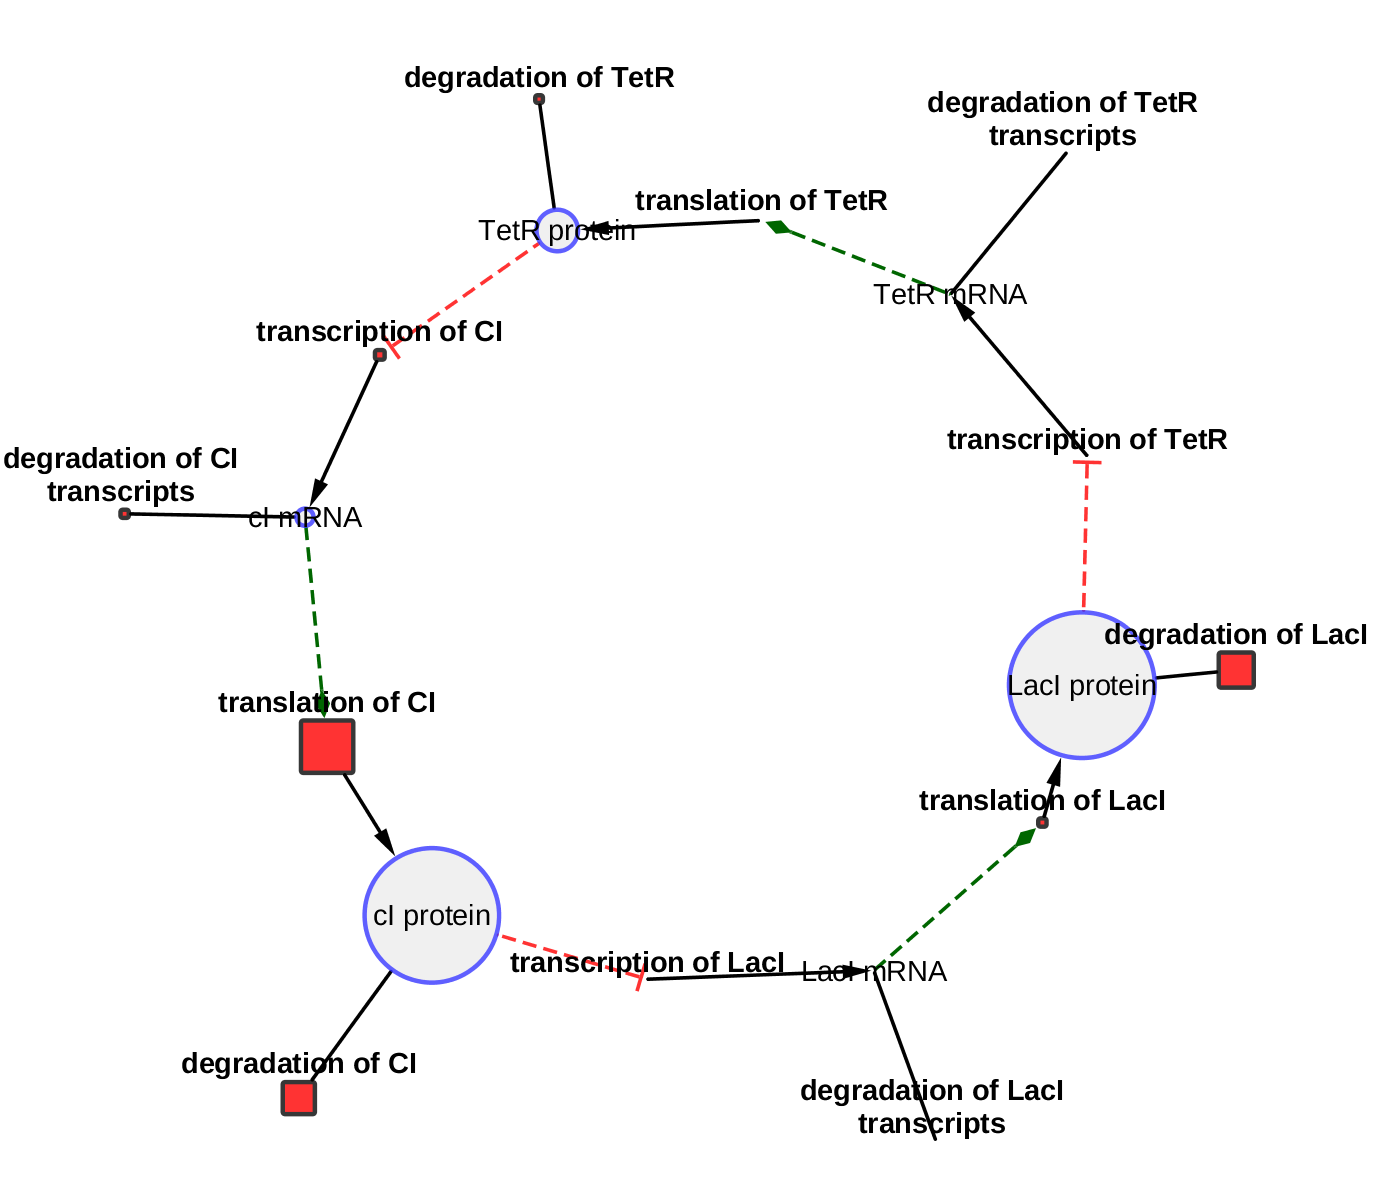 degradation of TetR
degradation of TetR
transcripts
translation of TetR
TetR protein
TetR mRNA
transcription of CI
transcription of TetR
degradation of CI
transcripts
cI mRNA
degradation of LacI
LacI protein
translation of CI
translation of LacI
cI protein
transcription of LacI
LacI mRNA
degradation of CI
degradation of LacI
transcripts